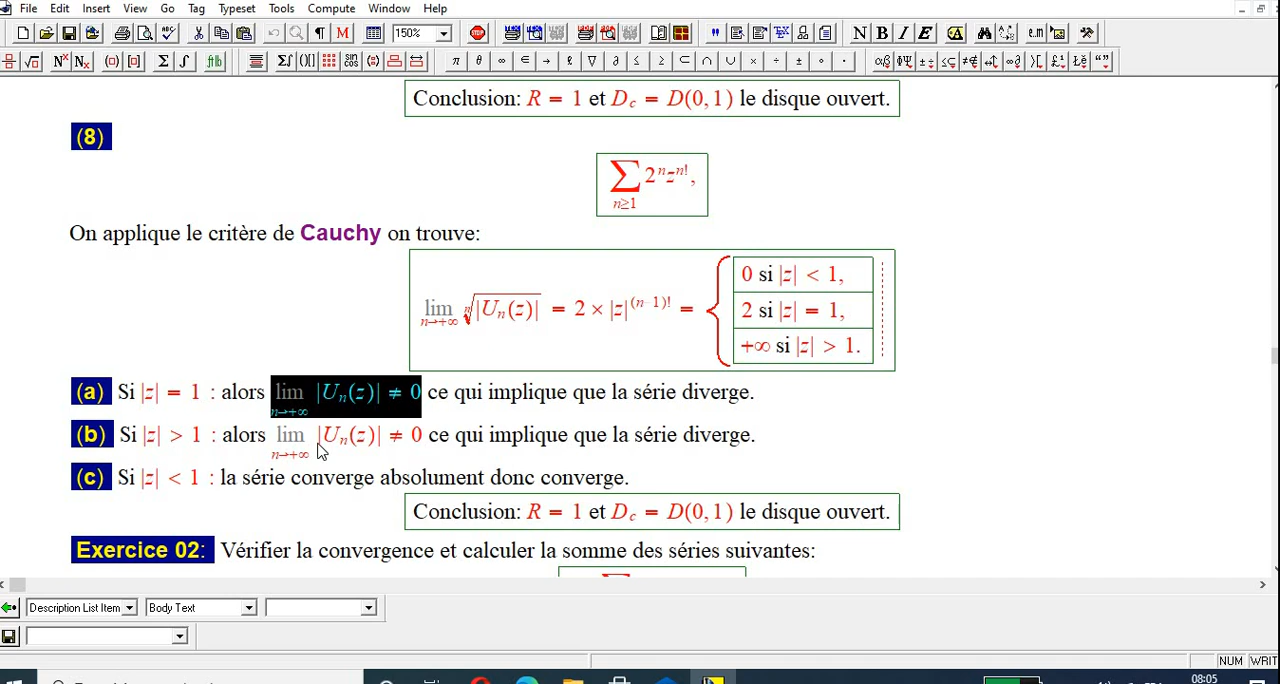 File Edit Insert View Go Tag Typeset Tools Compute Window Help
150%
Conclusion: R = 1 et D_c = D(0,1) le disque ouvert.
(8)
∑_{n≥1} 2^n z^{n!},
On applique le critère de Cauchy on trouve:
lim_{n→+∞} \sqrt[n]{|U_n(z)|} = 2 × |z|^{(n-1)!} = { 0 si |z| < 1,
2 si |z| = 1,
+∞ si |z| > 1.
(a) Si |z| = 1 : alors lim_{n→+∞} |U_n(z)| ≠ 0 ce qui implique que la série diverge.
(b) Si |z| > 1 : alors lim_{n→+∞} |U_n(z)| ≠ 0 ce qui implique que la série diverge.
(c) Si |z| < 1 : la série converge absolument donc converge.
Conclusion: R = 1 et D_c = D(0,1) le disque ouvert.
Exercice 02: Vérifier la convergence et calculer la somme des séries suivantes:
Description List Item Body Text
NUM WRIT
08:05